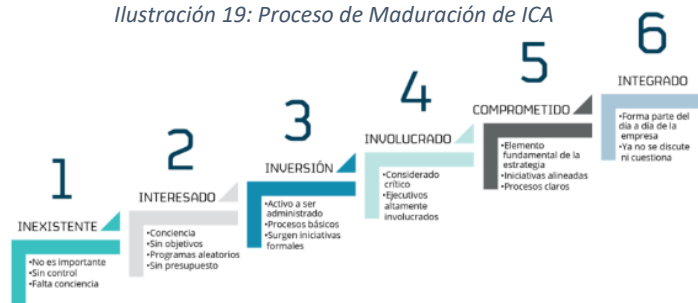 Ilustración 19: Proceso de Maduración de ICA
1
INEXISTENTE
•No es importante
•Sin control
•Falta conciencia
2
INTERESADO
•Conciencia
•Sin objetivos
•Programas aleatorios
•Sin presupuesto
3
INVERSIÓN
•Activo a ser
administrado
•Procesos básicos
•Surgen iniciativas
formales
4
INVOLUCRADO
•Considerado
crítico
•Ejecutivos
altamente
involucrados
5
COMPROMETIDO
•Elemento
fundamental de la
estrategia
•Iniciativas alineadas
•Procesos claros
6
INTEGRADO
•Forma parte del
día a día de la
empresa
•Ya no se discute
ni cuestiona